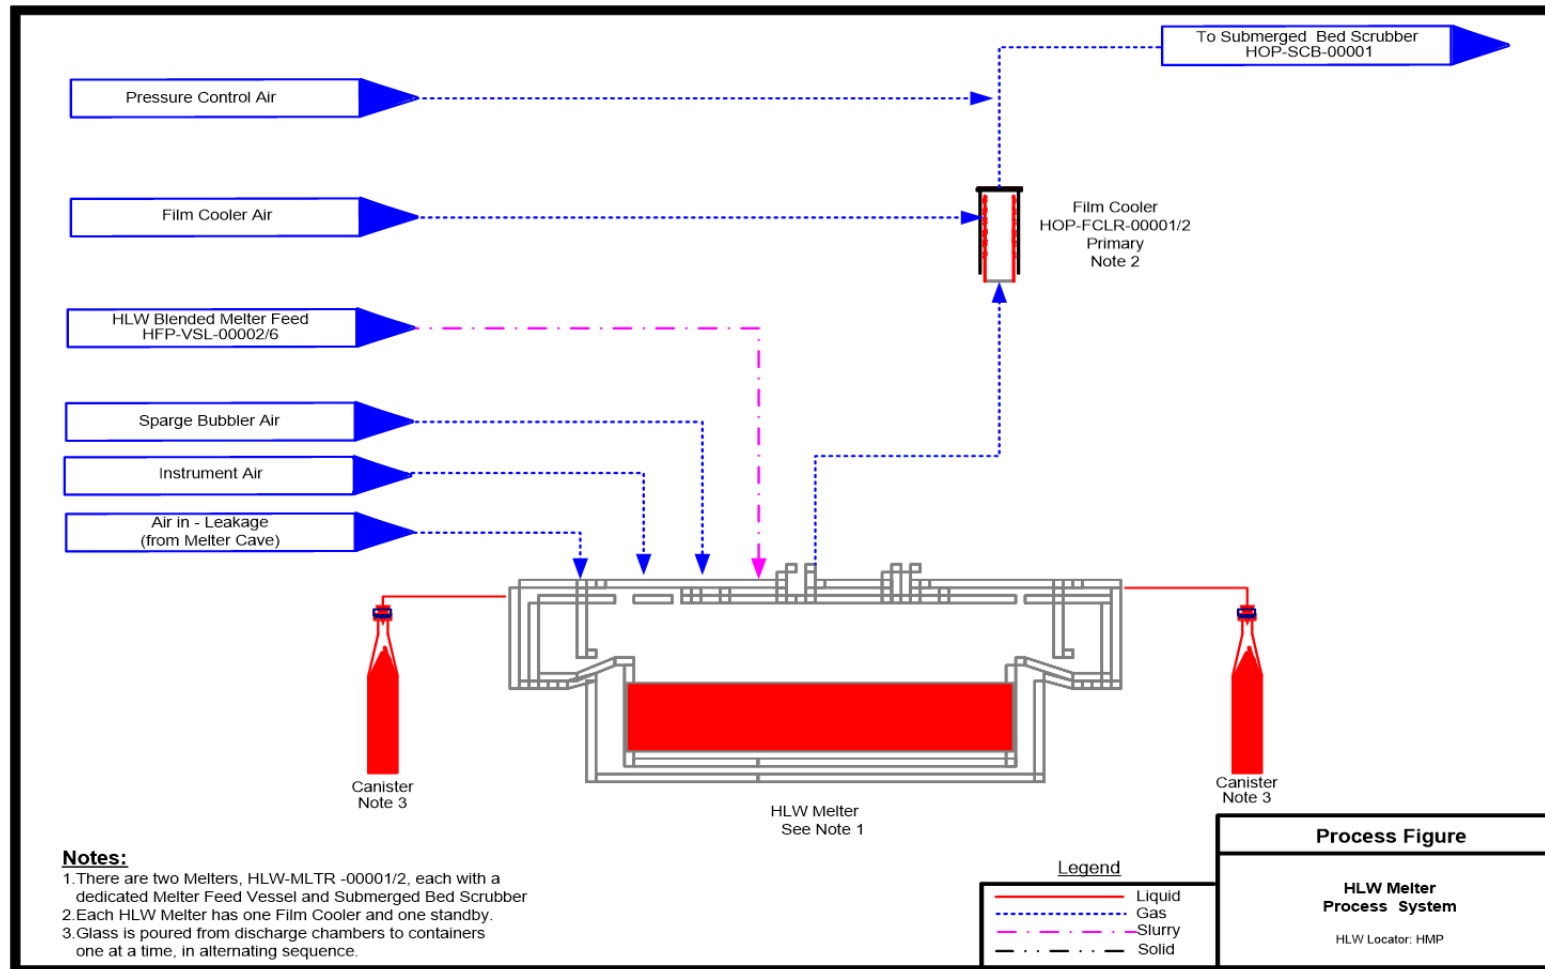 To Submerged Bed Scrubber
HOP-SCB-00001
Pressure Control Air
Film Cooler Air
Film Cooler
HOP-FCLR-00001/2
Primary
Note 2
HLW Blended Melter Feed
HFP-VSL-00002/6
Sparge Bubbler Air
Instrument Air
Air in - Leakage
(from Melter Cave)
Canister
Note 3
Canister
Note 3
HLW Melter
See Note 1
Notes:
1.There are two Melters, HLW-MLTR -00001/2, each with a
dedicated Melter Feed Vessel and Submerged Bed Scrubber
2.Each HLW Melter has one Film Cooler and one standby.
3.Glass is poured from discharge chambers to containers
one at a time, in alternating sequence.
Legend
Liquid
Gas
Slurry
Solid
Process Figure
HLW Melter
Process System
HLW Locator: HMP